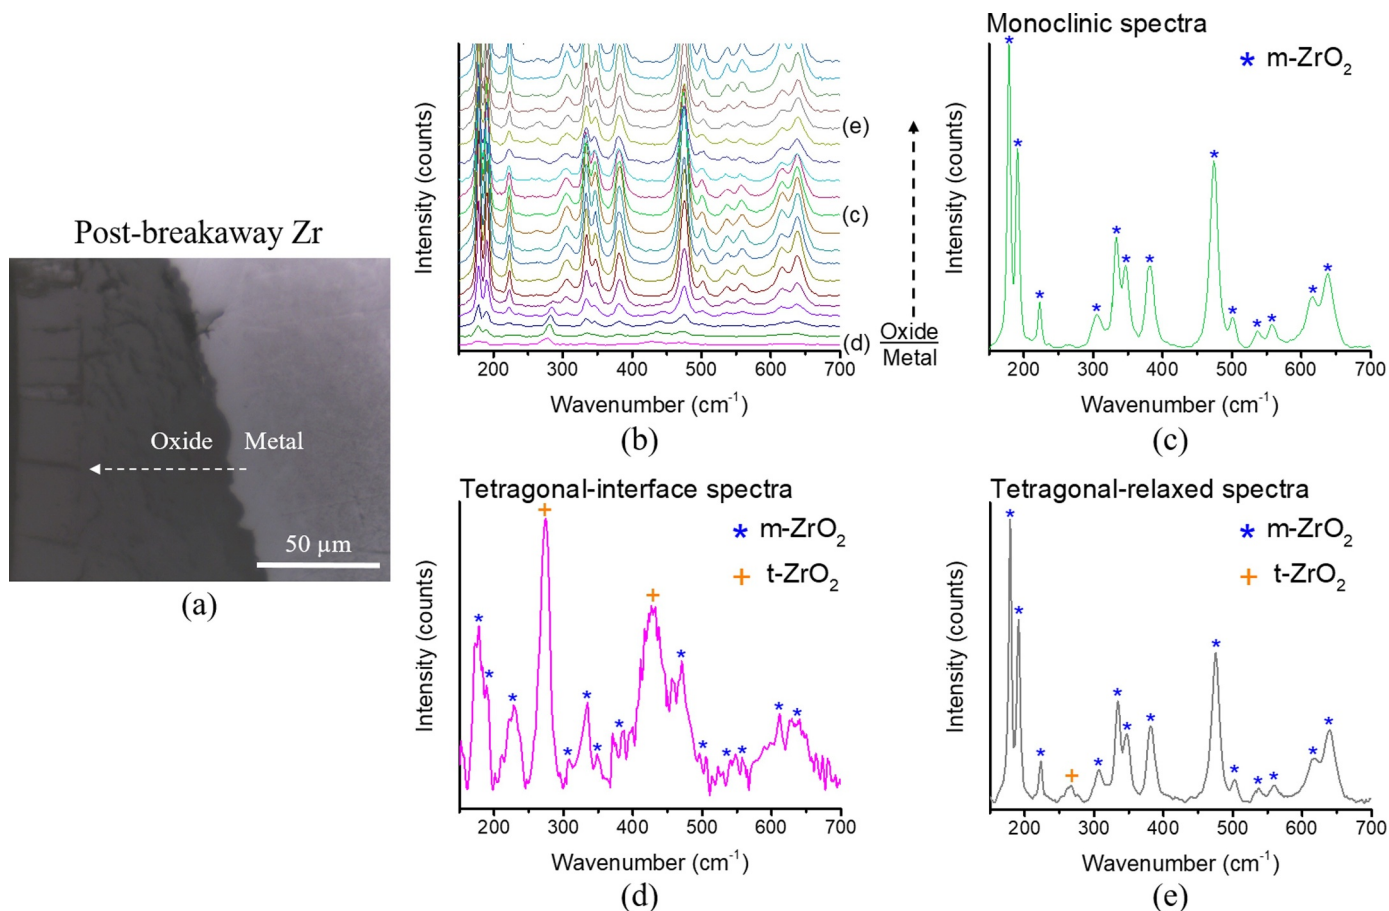 Post-breakaway Zr
Oxide Metal
50 µm
(a)
Intensity (counts)
(e)
(c)
(d)
Oxide
Metal
200 300 400 500 600 700
Wavenumber (cm-1)
(b)
Monoclinic spectra
* m-ZrO2
Intensity (counts)
200 300 400 500 600 700
Wavenumber (cm-1)
(c)
Tetragonal-interface spectra
* m-ZrO2
+ t-ZrO2
Intensity (counts)
200 300 400 500 600 700
Wavenumber (cm-1)
(d)
Tetragonal-relaxed spectra
* m-ZrO2
+ t-ZrO2
Intensity (counts)
200 300 400 500 600 700
Wavenumber (cm-1)
(e)